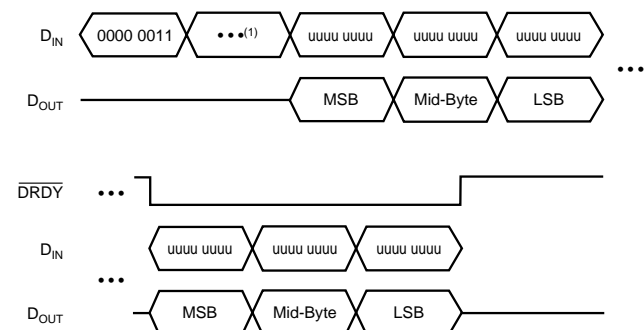 DIN 0000 0011 •••(1) uuuu uuuu uuuu uuuu uuuu uuuu
•••
DOUT MSB Mid-Byte LSB
DRDY •••
DIN uuuu uuuu uuuu uuuu uuuu uuuu
•••
DOUT MSB Mid-Byte LSB